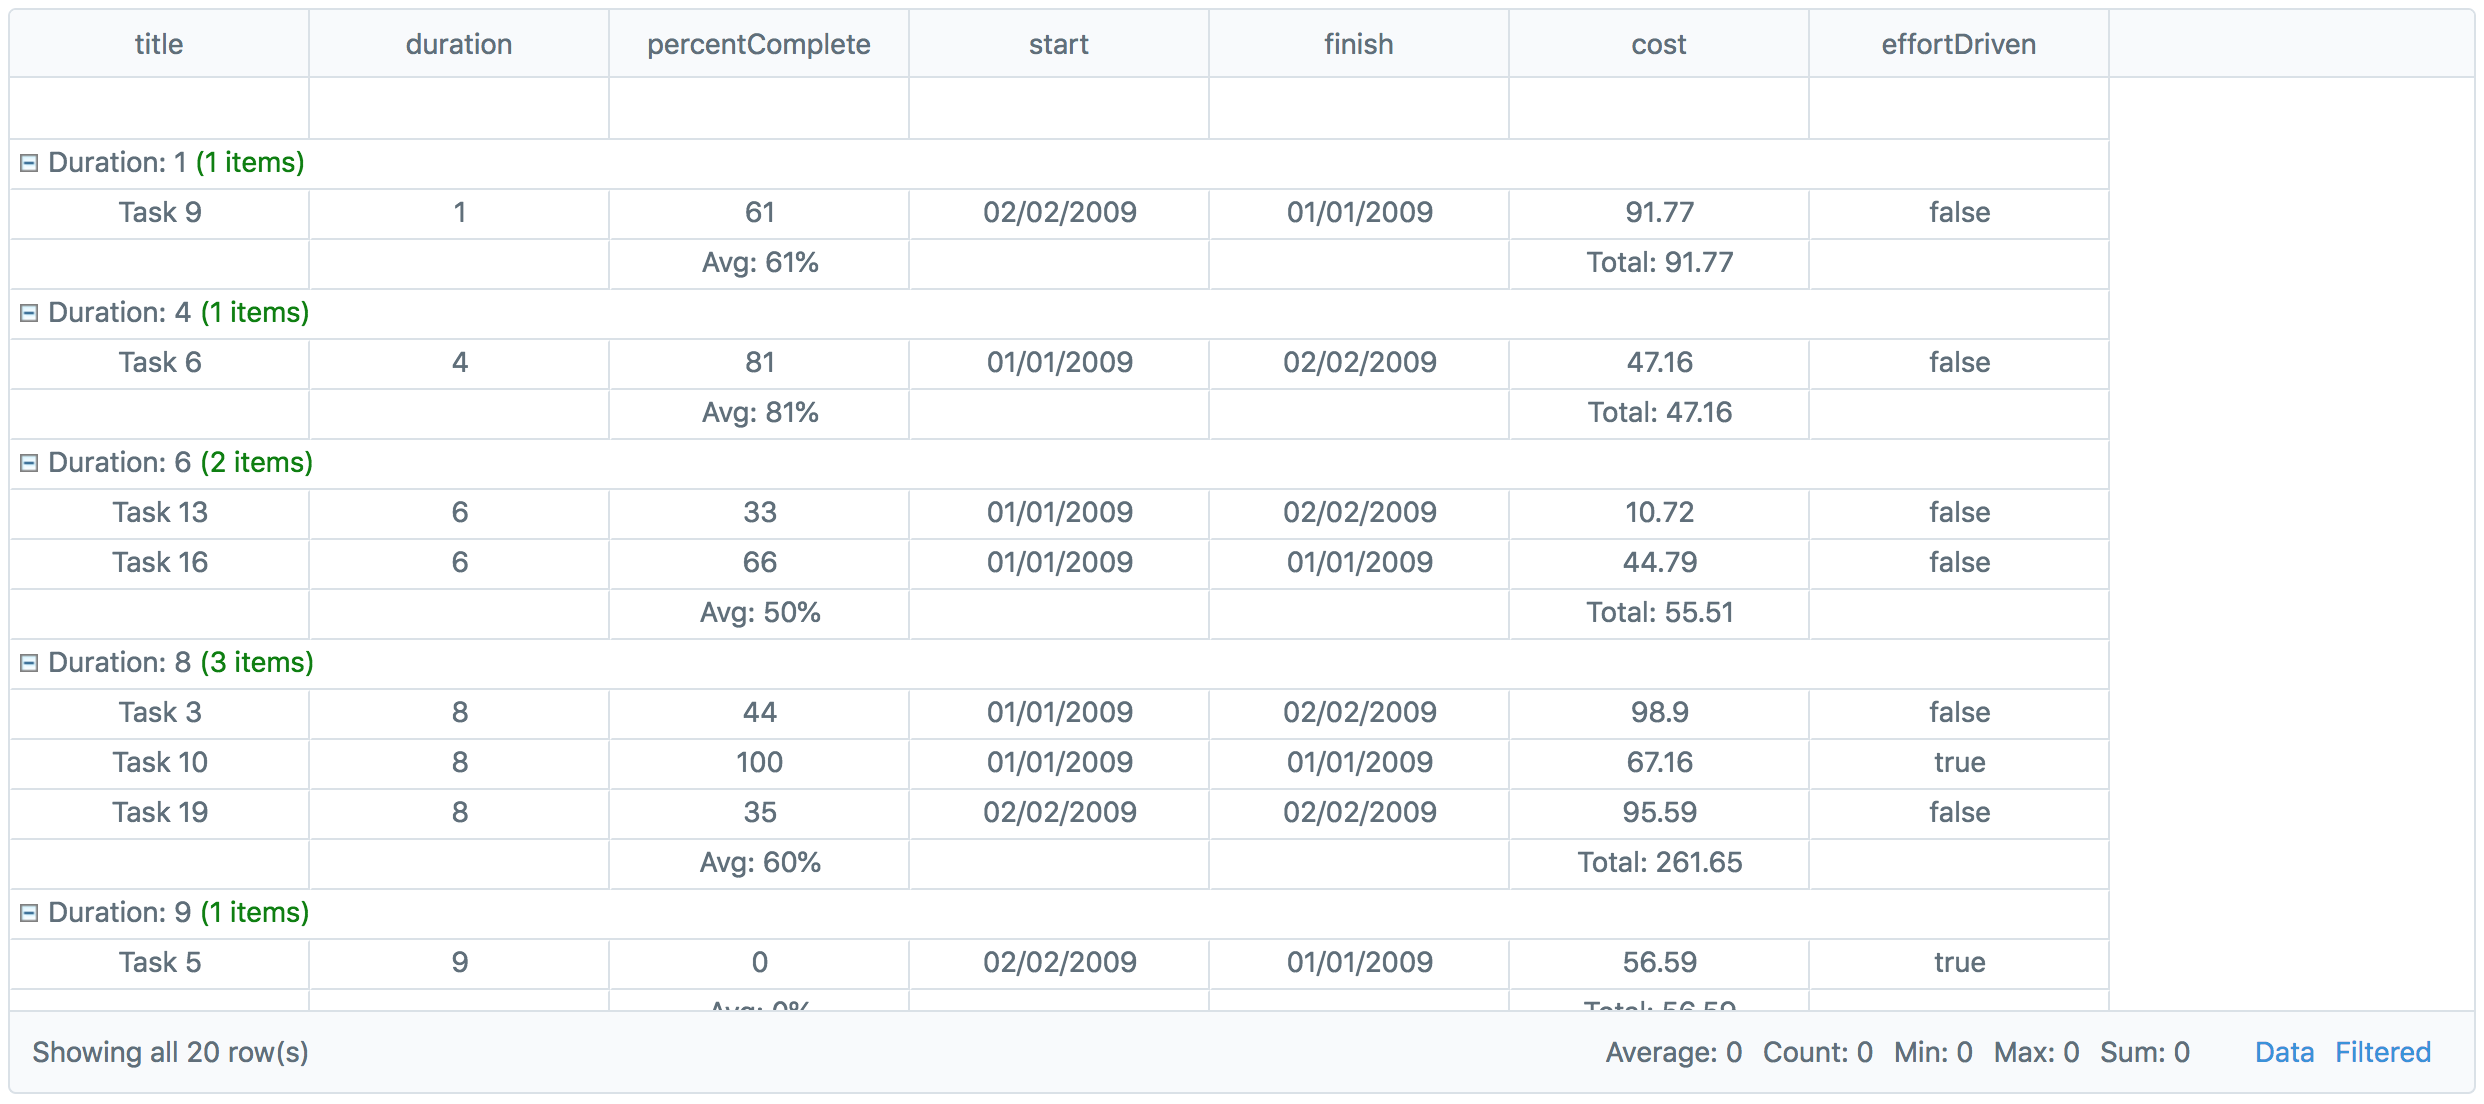 title duration percentComplete start finish cost effortDriven
Duration: 1 (1 items)
Task 9 1 61 02/02/2009 01/01/2009 91.77 false
Avg: 61% Total: 91.77
Duration: 4 (1 items)
Task 6 4 81 01/01/2009 02/02/2009 47.16 false
Avg: 81% Total: 47.16
Duration: 6 (2 items)
Task 13 6 33 01/01/2009 02/02/2009 10.72 false
Task 16 6 66 01/01/2009 01/01/2009 44.79 false
Avg: 50% Total: 55.51
Duration: 8 (3 items)
Task 3 8 44 01/01/2009 02/02/2009 98.9 false
Task 10 8 100 01/01/2009 01/01/2009 67.16 true
Task 19 8 35 02/02/2009 02/02/2009 95.59 false
Avg: 60% Total: 261.65
Duration: 9 (1 items)
Task 5 9 0 02/02/2009 01/01/2009 56.59 true
Avg: 0% Total: 56.59
Showing all 20 row(s) Average: 0 Count: 0 Min: 0 Max: 0 Sum: 0 Data Filtered